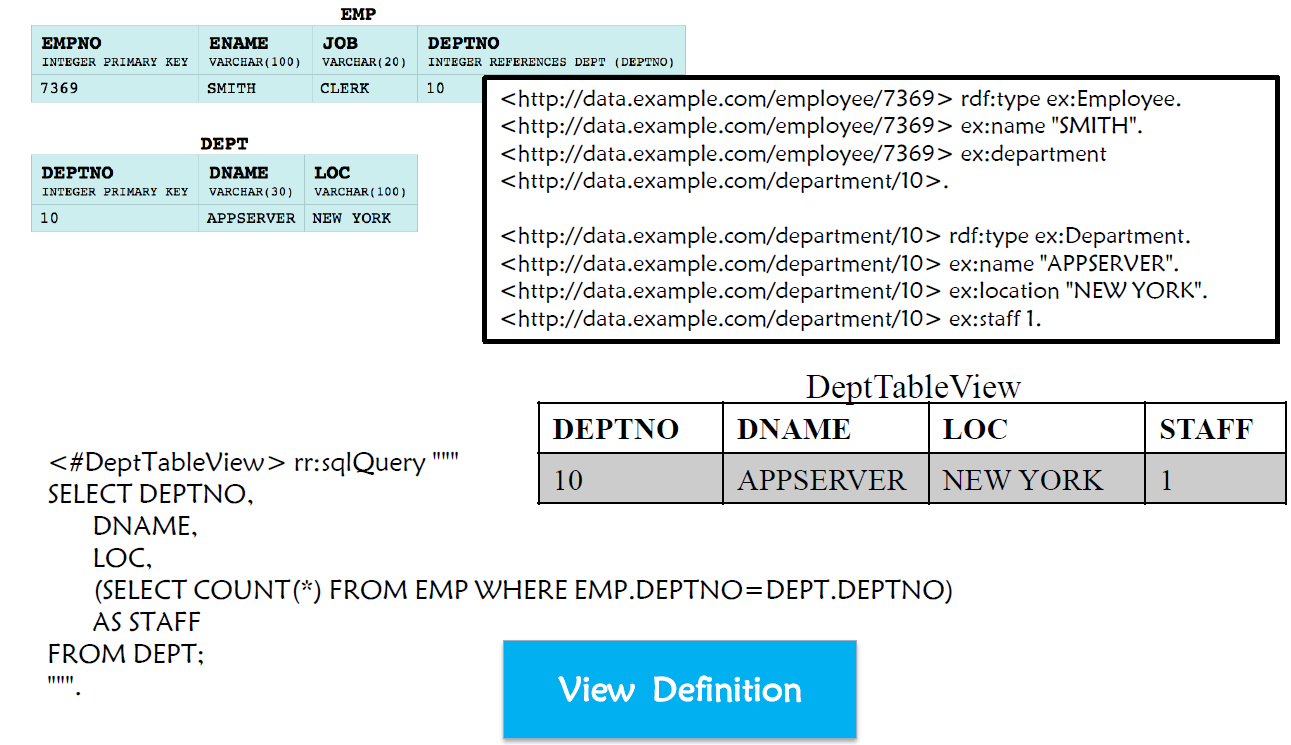 EMP
EMPNO ENAME JOB DEPTNO
INTEGER PRIMARY KEY VARCHAR(100) VARCHAR(20) INTEGER REFERENCES DEPT (DEPTNO)
7369 SMITH CLERK 10
DEPT
DEPTNO DNAME LOC
INTEGER PRIMARY KEY VARCHAR(30) VARCHAR(100)
10 APPSERVER NEW YORK
<http://data.example.com/employee/7369> rdf:type ex:Employee.
<http://data.example.com/employee/7369> ex:name "SMITH".
<http://data.example.com/employee/7369> ex:department
<http://data.example.com/department/10>.
<http://data.example.com/department/10> rdf:type ex:Department.
<http://data.example.com/department/10> ex:name "APPSERVER".
<http://data.example.com/department/10> ex:location "NEW YORK".
<http://data.example.com/department/10> ex:staff 1.
DeptTableView
DEPTNO DNAME LOC STAFF
10 APPSERVER NEW YORK 1
<#DeptTableView> rr:sqlQuery """
SELECT DEPTNO,
DNAME,
LOC,
(SELECT COUNT(*) FROM EMP WHERE EMP.DEPTNO=DEPT.DEPTNO)
AS STAFF
FROM DEPT;
""".
View Definition